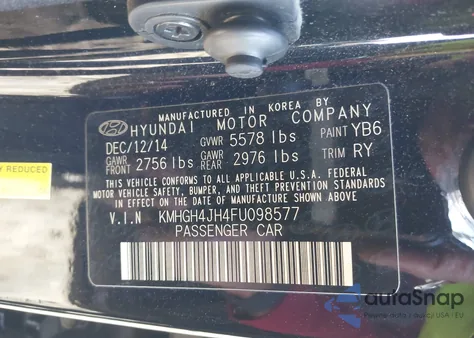 MANUFACTURED IN KOREA BY
HYUNDAI MOTOR COMPANY
DEC/12/14 GVWR 5578 lbs PAINT YB6
GAWR FRONT 2756 lbs GAWR REAR 2976 lbs TRIM RY
THIS VEHICLE CONFORMS TO ALL APPLICABLE U.S.A. FEDERAL
MOTOR VEHICLE SAFETY, BUMPER, AND THEFT PREVENTION STANDARDS
IN EFFECT ON THE DATE OF MANUFACTURE SHOWN ABOVE.
V.I.N KMHGH4JH4FU098577
PASSENGER CAR
Y REDUCED
autaSnap